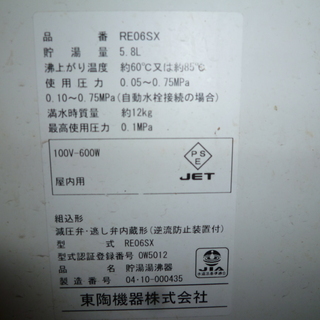 品 番 RE06SX
貯湯量 5.8L
沸上がり温度 約60℃又は約85℃
使用圧力 0.05~0.75MPa
0.10~0.75MPa(自動水栓接続の場合)
満水時質量 約12kg
最高使用圧力 0.1MPa
100V-600W
屋内用
PSE
JET
組込形
減圧弁・逃し弁内蔵形(逆流防止装置付)
型 式 RE06SX
型式認証登録番号 OW5012
品 名 貯湯湯沸器
製造番号 04-10-000435
JIA
東陶機器株式会社